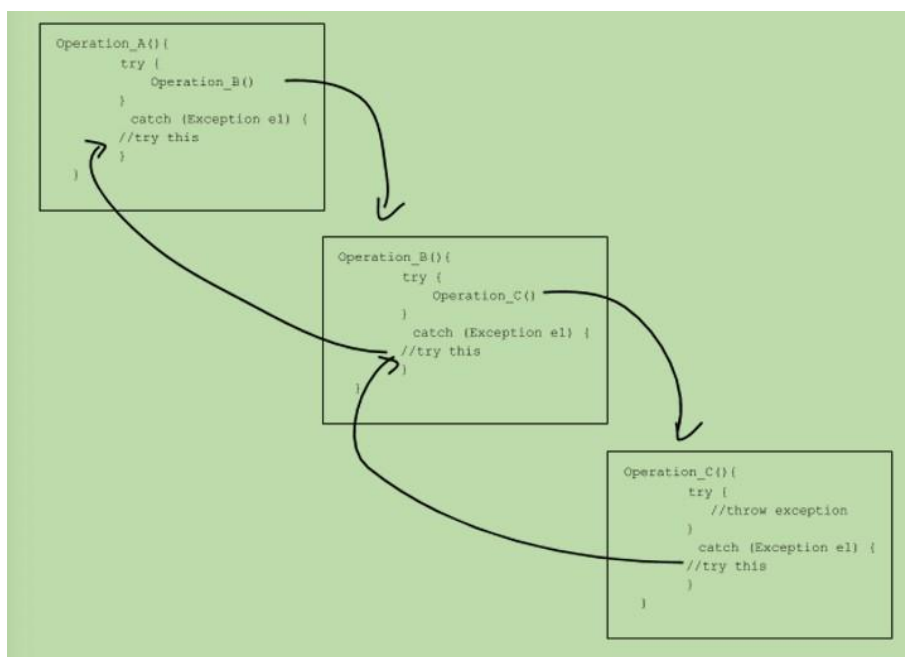 Operation_A(){
try {
Operation_B()
}
catch (Exception e1) {
//try this
}
}
Operation_B(){
try {
Operation_C()
}
catch (Exception e1) {
//try this
}
}
Operation_C(){
try {
//throw exception
}
catch (Exception e1) {
//try this
}
}